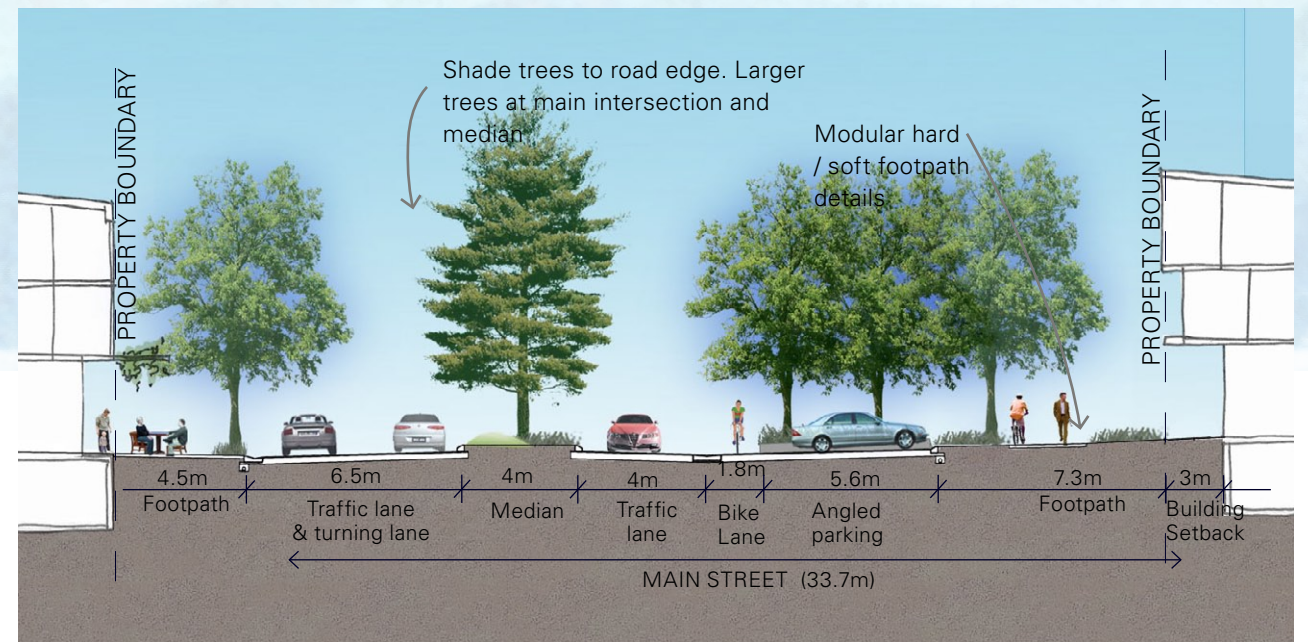 Shade trees to road edge. Larger
trees at main intersection and
median
Modular hard
/ soft footpath
details
PROPERTY BOUNDARY
PROPERTY BOUNDARY
4.5m
Footpath
6.5m
Traffic lane
& turning lane
4m
Median
4m
Traffic
lane
1.8m
Bike
Lane
5.6m
Angled
parking
7.3m
Footpath
3m
Building
Setback
MAIN STREET (33.7m)